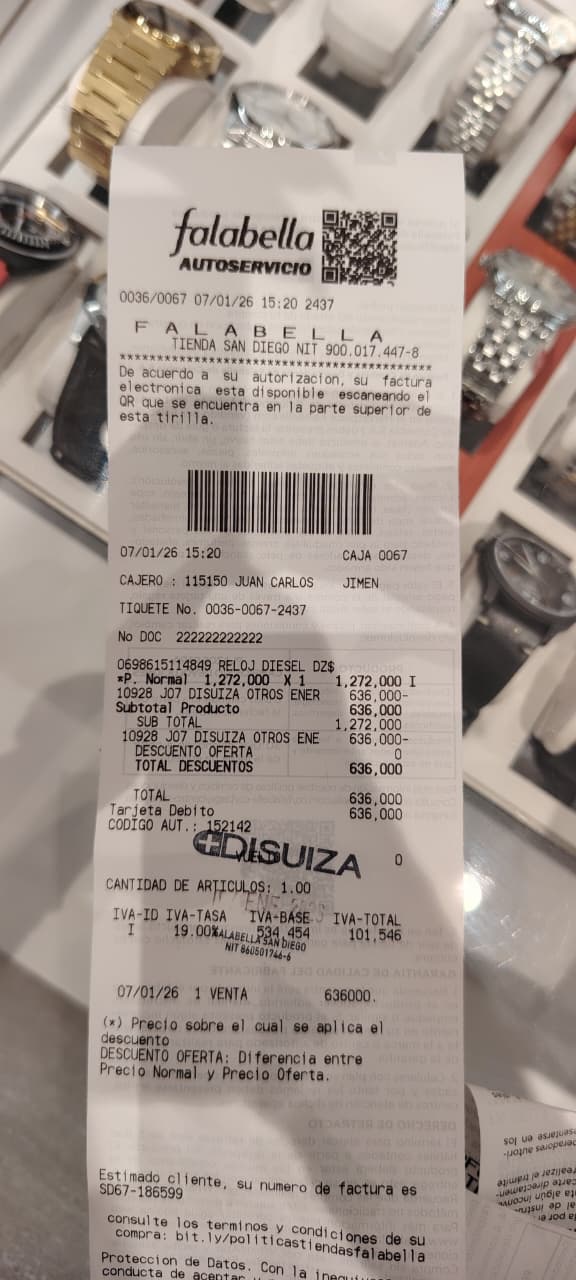 falabella
AUTOSERVICIO
0036/0067 07/01/26 15:20 2437
F A L A B E L L A
TIENDA SAN DIEGO NIT 900.017.447-8
****************************************
De acuerdo a su autorizacion, su factura
electronica esta disponible escaneando el
QR que se encuentra en la parte superior de
esta tirilla.
07/01/26 15:20 CAJA 0067
CAJERO : 115150 JUAN CARLOS JIMEN
TIQUETE No. 0036-0067-2437
No DOC 222222222222
0698615114849 RELOJ DIESEL DZ$
*P. Normal 1,272,000 X 1 1,272,000 I
10928 J07 DISUIZA OTROS ENER 636,000-
Subtotal Producto 636,000
SUB TOTAL 1,272,000
10928 J07 DISUIZA OTROS ENE 636,000-
DESCUENTO OFERTA 0
TOTAL DESCUENTOS 636,000
TOTAL 636,000
Tarjeta Debito 636,000
CODIGO AUT.: 152142
DISUIZA
0
CANTIDAD DE ARTICULOS: 1.00
IVA-ID IVA-TASA IVA-BASE IVA-TOTAL
I 19.00% 534,454 101,546
FALABELLA SAN DIEGO
NIT 860501746-6
07/01/26 1 VENTA 636000.
(*) Precio sobre el cual se aplica el
descuento
DESCUENTO OFERTA: Diferencia entre
Precio Normal y Precio Oferta.
Estimado cliente, su numero de factura es
SD67-186599
consulte los terminos y condiciones de su
compra: bit.ly/politicastiendasfalabella
Proteccion de Datos. Con la
conducta de aceptar